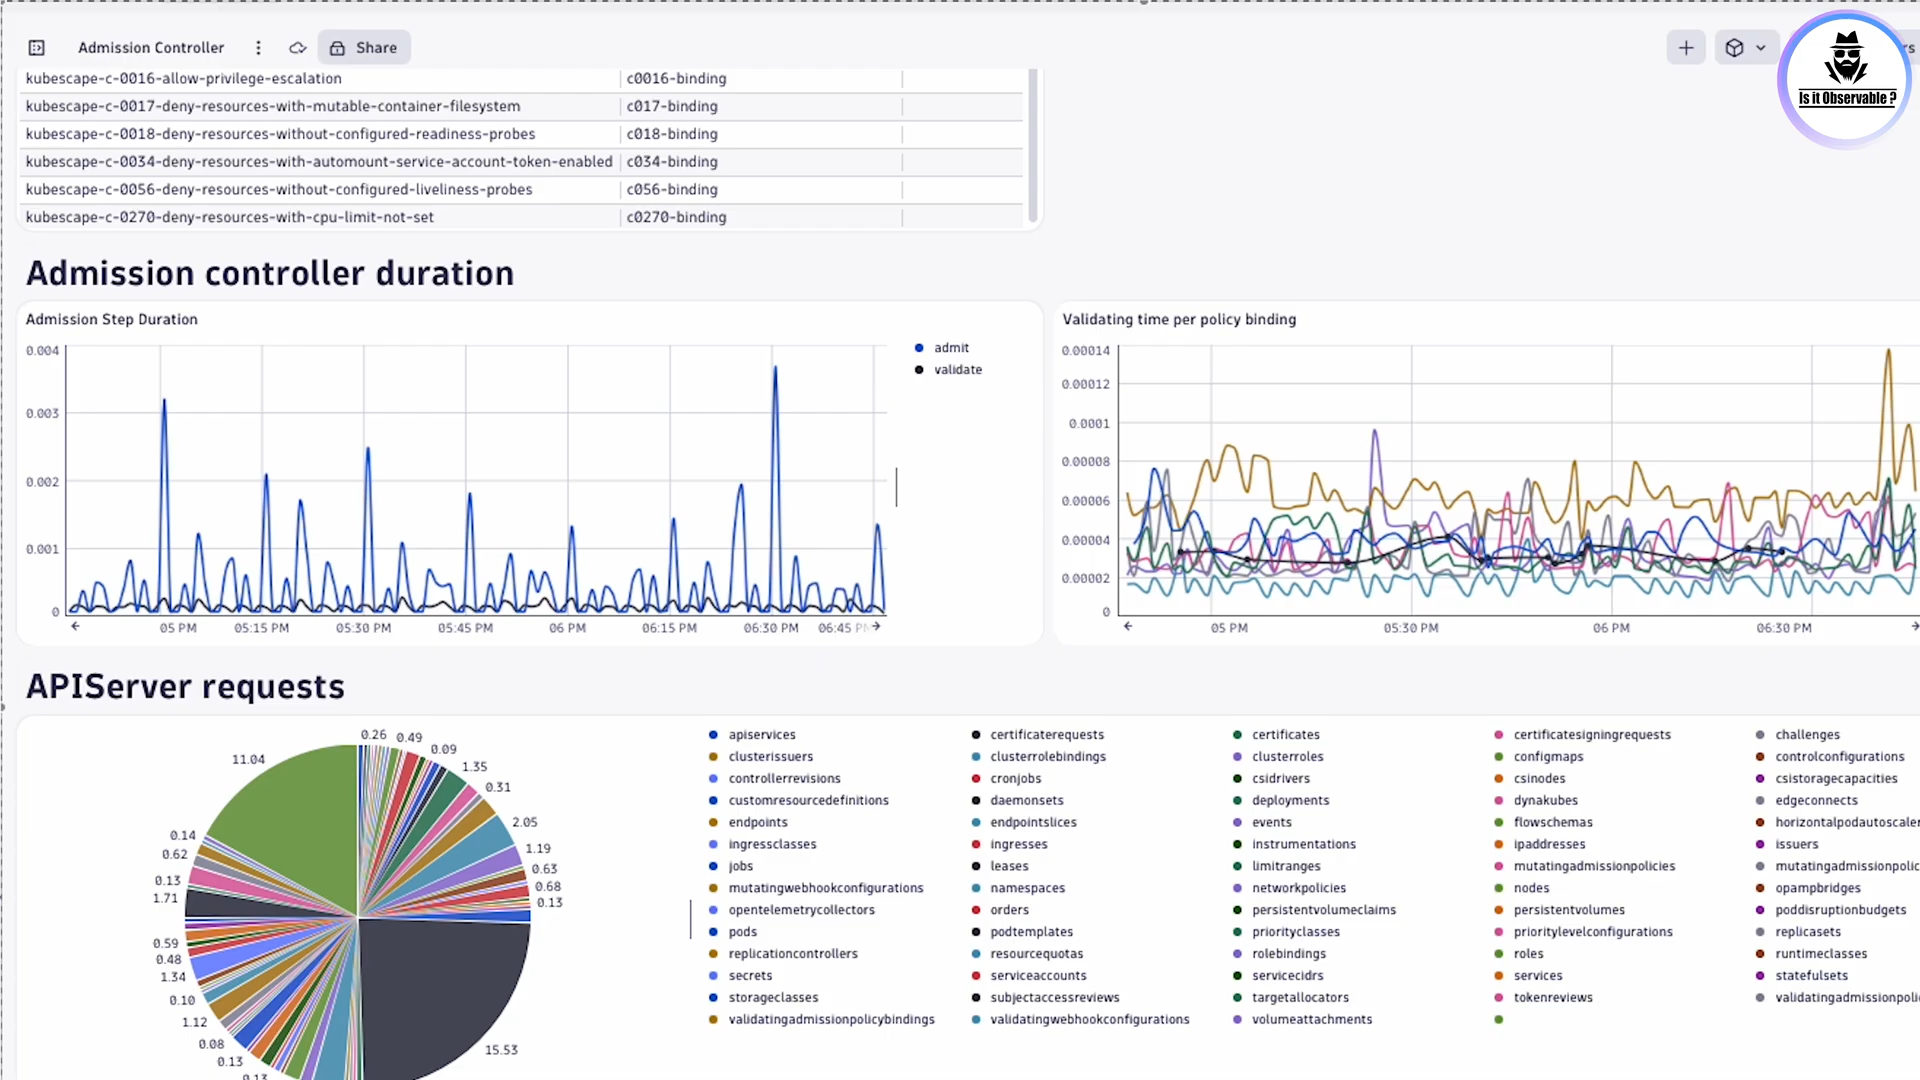 Admission Controller
Share
Is it Observable ?
kubescape-c-0016-allow-privilege-escalation c0016-binding
kubescape-c-0017-deny-resources-with-mutable-container-filesystem c017-binding
kubescape-c-0018-deny-resources-without-configured-readiness-probes c018-binding
kubescape-c-0034-deny-resources-with-automount-service-account-token-enabled c034-binding
kubescape-c-0056-deny-resources-without-configured-liveliness-probes c056-binding
kubescape-c-0270-deny-resources-with-cpu-limit-not-set c0270-binding
Admission controller duration
Admission Step Duration
0.004
0.003
0.002
0.001
0
05 PM 05:15 PM 05:30 PM 05:45 PM 06 PM 06:15 PM 06:30 PM 06:45 PM
admit
validate
Validating time per policy binding
0.00014
0.00012
0.0001
0.00008
0.00006
0.00004
0.00002
0
05 PM 05:30 PM 06 PM 06:30 PM
APIServer requests
0.26
0.49
0.09
1.35
0.31
2.05
1.19
0.63
0.68
0.13
15.53
11.04
0.14
0.62
0.13
1.71
0.59
0.48
1.34
0.10
1.12
0.08
0.13
0.13
apiservices certificaterequests certificates certificatesigningrequests challenges
clusterissuers clusterrolebindings clusterroles configmaps controlconfigurations
controllerrevisions cronjobs csidrivers csinodes csistoragecapacities
customresourcedefinitions daemonsets deployments dynakubes edgeconnects
endpoints endpointslices events flowschemas horizontalpodautoscaler
ingressclasses ingresses instrumentations ipaddresses issuers
jobs leases limitranges mutatingadmissionpolicies mutatingadmissionpolic
mutatingwebhookconfigurations namespaces networkpolicies nodes opampbridges
opentelemetrycollectors orders persistentvolumeclaims persistentvolumes poddisruptionbudgets
pods podtemplates priorityclasses prioritylevelconfigurations replicasets
replicationcontrollers resourcequotas rolebindings roles runtimeclasses
secrets serviceaccounts servicecidrs services statefulsets
storageclasses subjectaccessreviews targetallocators tokenreviews validatingadmissionpoli
validatingadmissionpolicybindings validatingwebhookconfigurations volumeattachments